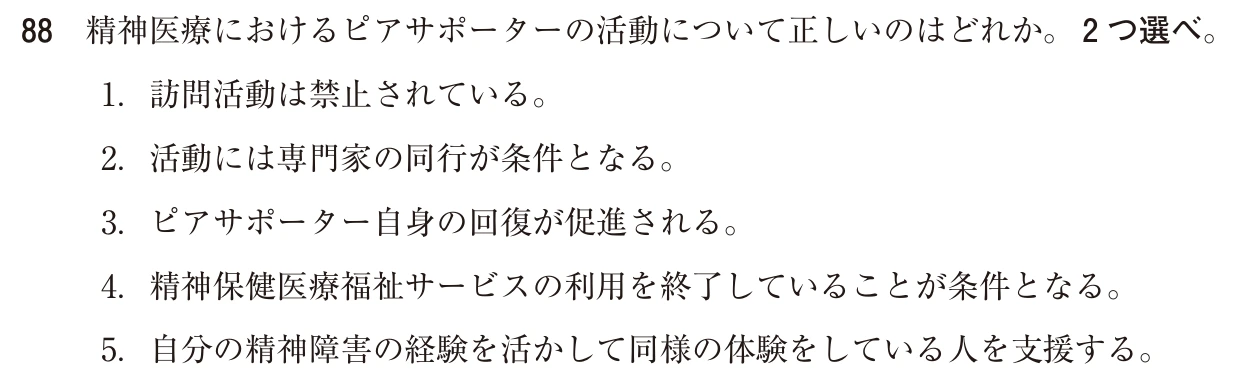 88 精神医療におけるピアサポーターの活動について正しいのはどれか。2つ選べ。
1. 訪問活動は禁止されている。
2. 活動には専門家の同行が条件となる。
3. ピアサポーター自身の回復が促進される。
4. 精神保健医療福祉サービスの利用を終了していることが条件となる。
5. 自分の精神障害の経験を活かして同様の体験をしている人を支援する。